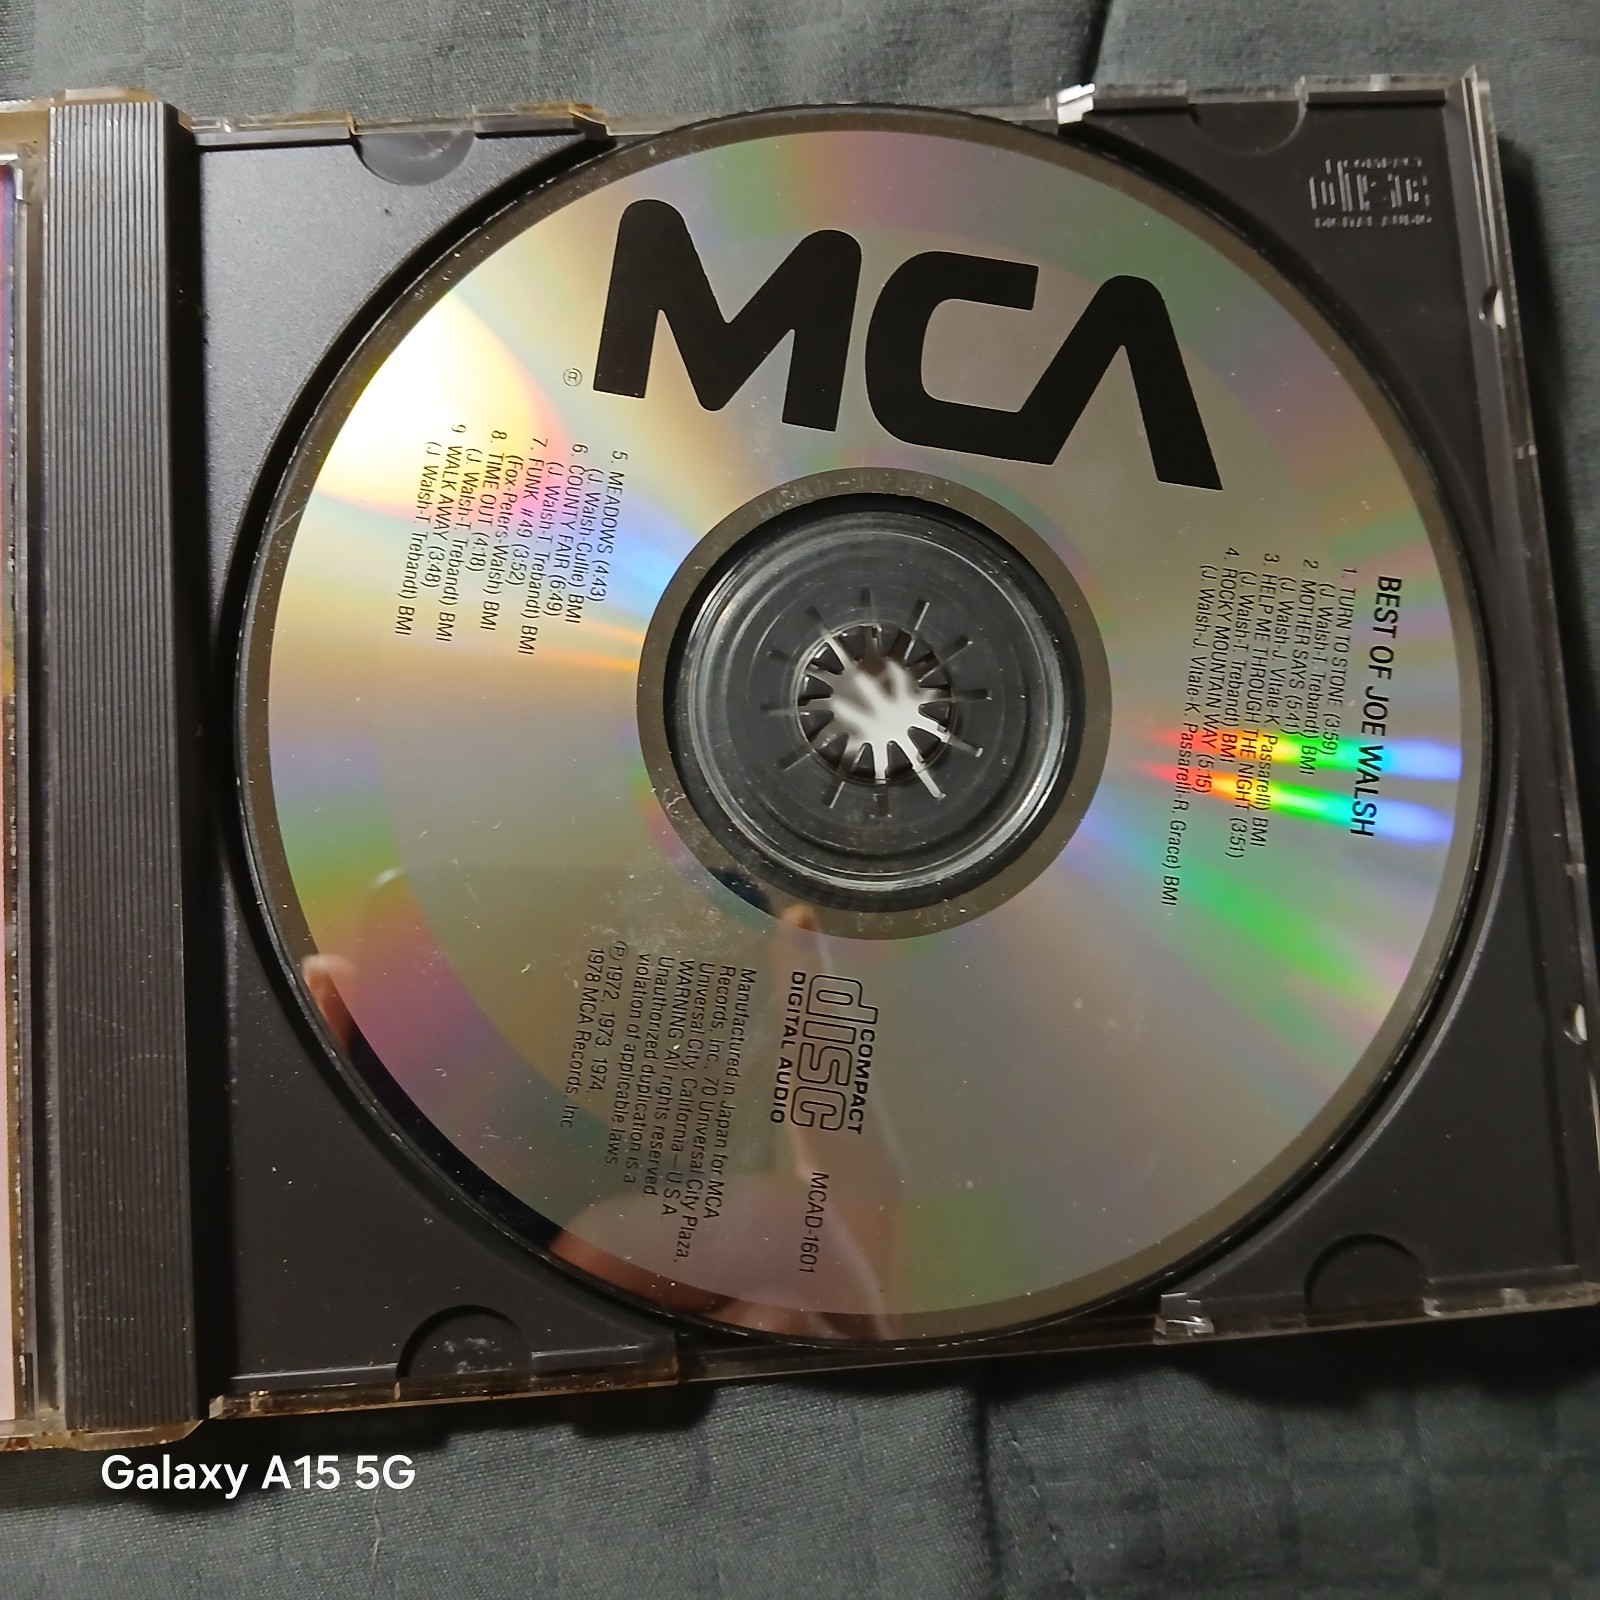 MCA
®
BEST OF JOE WALSH
1. TURN TO STONE (3:59)
(J. Walsh-T. Trebandt) BMI
2. MOTHER SAYS (5:41)
(J. Walsh-J. Vitale-K. Passarelli) BMI
3. HELP ME THROUGH THE NIGHT (3:51)
(J. Walsh-T. Trebandt) BMI
4. ROCKY MOUNTAIN WAY (5:15)
(J. Walsh-J. Vitale-K. Passarelli-R. Grace) BMI
5. MEADOWS (4:43)
(J. Walsh-Cullie) BMI
6. COUNTY FAIR (6:49)
(J. Walsh-T. Trebandt) BMI
7. FUNK #49 (3:52)
(Fox-Peters-Walsh) BMI
8. TIME OUT (4:18)
(J. Walsh-T. Trebandt) BMI
9. WALK AWAY (3:48)
(J. Walsh-T. Trebandt) BMI
COMPACT
disc
DIGITAL AUDIO
MCAD-1601
Manufactured in Japan for MCA
Records, Inc., 70 Universal City Plaza,
Universal City, California—U.S.A.
WARNING: All rights reserved.
Unauthorized duplication is a
violation of applicable laws.
℗ 1972, 1973, 1974,
1978 MCA Records, Inc.
COMPACT
disc
DIGITAL AUDIO
Galaxy A15 5G